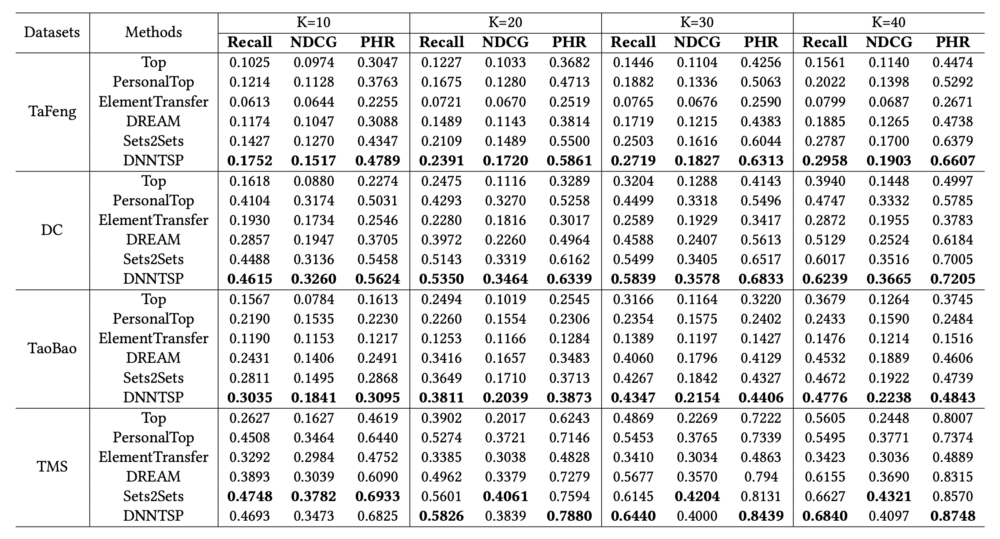 Datasets Methods K=10 K=20 K=30 K=40
Recall NDCG PHR Recall NDCG PHR Recall NDCG PHR Recall NDCG PHR
TaFeng
Top 0.1025 0.0974 0.3047 0.1227 0.1033 0.3682 0.1446 0.1104 0.4256 0.1561 0.1140 0.4474
PersonalTop 0.1214 0.1128 0.3763 0.1675 0.1280 0.4713 0.1882 0.1336 0.5063 0.2022 0.1398 0.5292
ElementTransfer 0.0613 0.0644 0.2255 0.0721 0.0670 0.2519 0.0765 0.0676 0.2590 0.0799 0.0687 0.2671
DREAM 0.1174 0.1047 0.3088 0.1489 0.1143 0.3814 0.1719 0.1215 0.4383 0.1885 0.1265 0.4738
Sets2Sets 0.1427 0.1270 0.4347 0.2109 0.1489 0.5500 0.2503 0.1616 0.6044 0.2787 0.1700 0.6379
DNNTSP 0.1752 0.1517 0.4789 0.2391 0.1720 0.5861 0.2719 0.1827 0.6313 0.2958 0.1903 0.6607
DC
Top 0.1618 0.0880 0.2274 0.2475 0.1116 0.3289 0.3204 0.1288 0.4143 0.3940 0.1448 0.4997
PersonalTop 0.4104 0.3174 0.5031 0.4293 0.3270 0.5258 0.4499 0.3318 0.5496 0.4747 0.3332 0.5785
ElementTransfer 0.1930 0.1734 0.2546 0.2280 0.1816 0.3017 0.2589 0.1929 0.3417 0.2872 0.1955 0.3783
DREAM 0.2857 0.1947 0.3705 0.3972 0.2260 0.4964 0.4588 0.2407 0.5613 0.5129 0.2524 0.6184
Sets2Sets 0.4488 0.3136 0.5458 0.5143 0.3319 0.6162 0.5499 0.3405 0.6517 0.6017 0.3516 0.7005
DNNTSP 0.4615 0.3260 0.5624 0.5350 0.3464 0.6339 0.5839 0.3578 0.6833 0.6239 0.3665 0.7205
TaoBao
Top 0.1567 0.0784 0.1613 0.2494 0.1019 0.2545 0.3166 0.1164 0.3220 0.3679 0.1264 0.3745
PersonalTop 0.2190 0.1535 0.2230 0.2260 0.1554 0.2306 0.2354 0.1575 0.2402 0.2433 0.1590 0.2484
ElementTransfer 0.1190 0.1153 0.1217 0.1253 0.1166 0.1284 0.1389 0.1197 0.1427 0.1476 0.1214 0.1516
DREAM 0.2431 0.1406 0.2491 0.3416 0.1657 0.3483 0.4060 0.1796 0.4129 0.4532 0.1889 0.4606
Sets2Sets 0.2811 0.1495 0.2868 0.3649 0.1710 0.3713 0.4267 0.1842 0.4327 0.4672 0.1922 0.4739
DNNTSP 0.3035 0.1841 0.3095 0.3811 0.2039 0.3873 0.4347 0.2154 0.4406 0.4776 0.2238 0.4843
TMS
Top 0.2627 0.1627 0.4619 0.3902 0.2017 0.6243 0.4869 0.2269 0.7222 0.5605 0.2448 0.8007
PersonalTop 0.4508 0.3464 0.6440 0.5274 0.3721 0.7146 0.5453 0.3765 0.7339 0.5495 0.3771 0.7374
ElementTransfer 0.3292 0.2984 0.4752 0.3385 0.3038 0.4828 0.3410 0.3034 0.4863 0.3423 0.3036 0.4889
DREAM 0.3893 0.3039 0.6090 0.4962 0.3379 0.7279 0.5677 0.3570 0.794 0.6155 0.3690 0.8315
Sets2Sets 0.4748 0.3782 0.6933 0.5601 0.4061 0.7594 0.6145 0.4204 0.8131 0.6627 0.4321 0.8570
DNNTSP 0.4693 0.3473 0.6825 0.5826 0.3839 0.7880 0.6440 0.4000 0.8439 0.6840 0.4097 0.8748